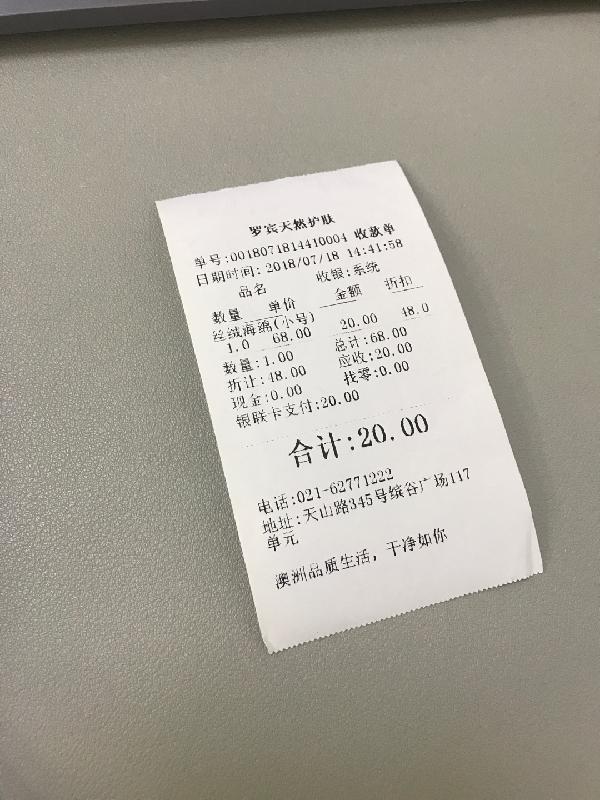 罗宾天然护肤
单号:0018071814410004 收款单
日期时间: 2018/07/18 14:41:58
品名 收银:系统
数量 单价 金额 折扣
丝绒海绵(小号)
1.0 68.00 20.00 48.0
数量:1.00 总计:68.00
折计:48.00 应收:20.00
现金:0.00 找零:0.00
银联卡支付:20.00
合计:20.00
电话:021-62771222
地址:天山路345号缤谷广场117
单元
澳洲品质生活，干净如你